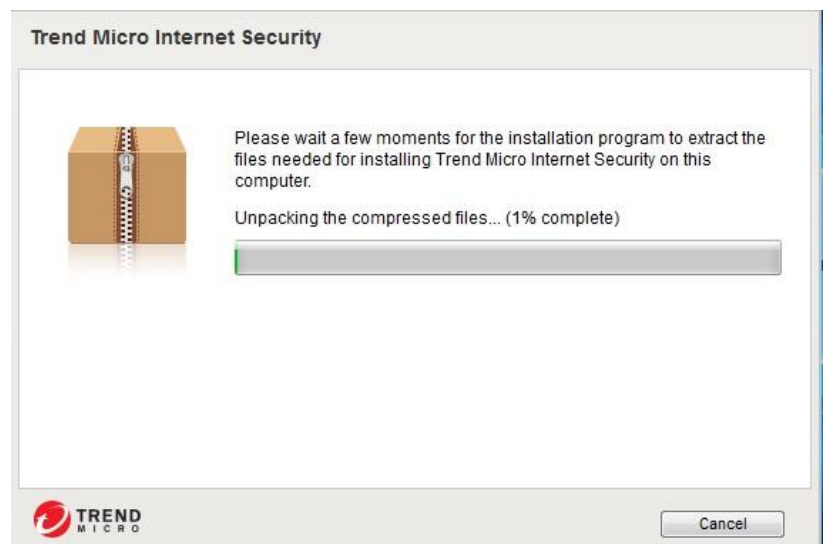 Trend Micro Internet Security
Please wait a few moments for the installation program to extract the
files needed for installing Trend Micro Internet Security on this
computer.
Unpacking the compressed files... (1% complete)
TREND
MICRO
Cancel